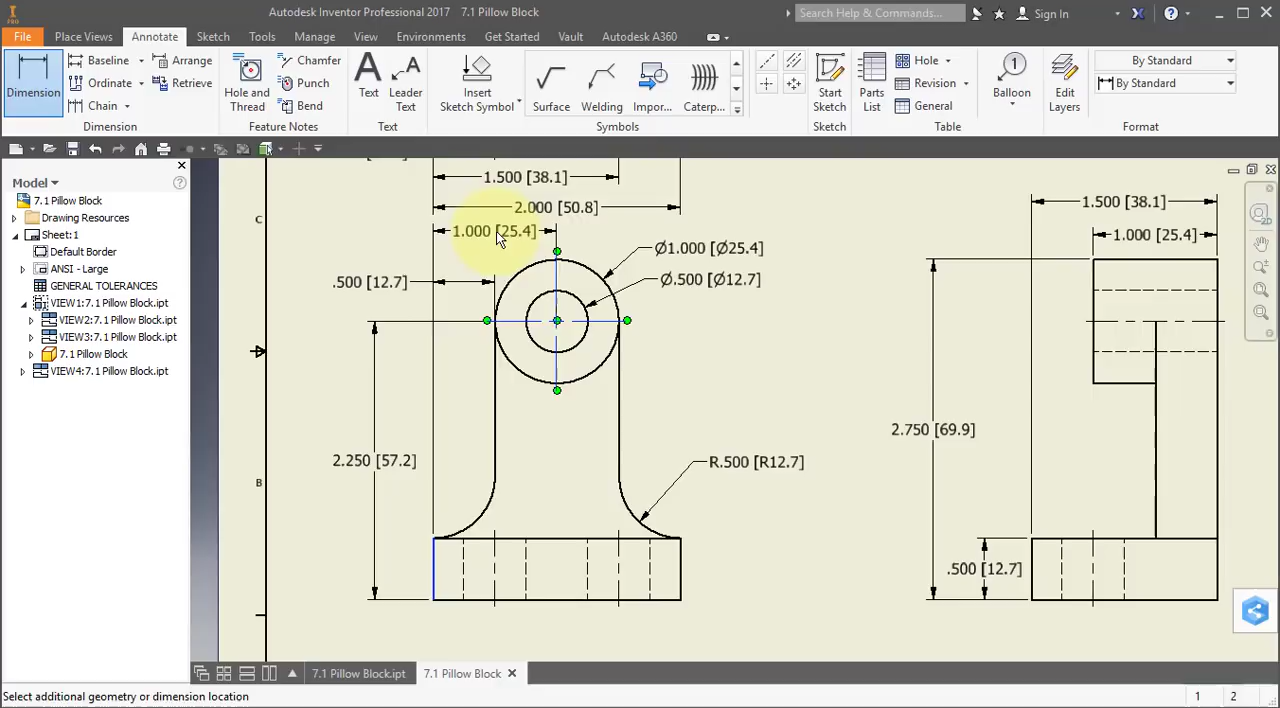 PRO
Autodesk Inventor Professional 2017   7.1 Pillow Block
Search Help & Commands...
Sign In
File
Place Views
Annotate
Sketch
Tools
Manage
View
Environments
Get Started
Vault
Autodesk A360
Dimension
Baseline
Ordinate
Chain
Arrange
Retrieve
Dimension
Hole and
Thread
Chamfer
Punch
Bend
Feature Notes
Text
Leader
Text
Text
Insert
Sketch Symbol
Surface
Welding
Impor...
Caterp...
Symbols
Start
Sketch
Sketch
Parts
List
Hole
Revision
General
Table
Balloon
Edit
Layers
By Standard
By Standard
Format
Model
7.1 Pillow Block
Drawing Resources
Sheet:1
Default Border
ANSI - Large
GENERAL TOLERANCES
VIEW1:7.1 Pillow Block.ipt
VIEW2:7.1 Pillow Block.ipt
VIEW3:7.1 Pillow Block.ipt
7.1 Pillow Block
VIEW4:7.1 Pillow Block.ipt
C
B
1.500 [38.1]
2.000 [50.8]
1.000 [25.4]
Ø1.000 [Ø25.4]
Ø.500 [Ø12.7]
.500 [12.7]
2.250 [57.2]
R.500 [R12.7]
1.500 [38.1]
1.000 [25.4]
2.750 [69.9]
.500 [12.7]
7.1 Pillow Block.ipt
7.1 Pillow Block
Select additional geometry or dimension location
1
2